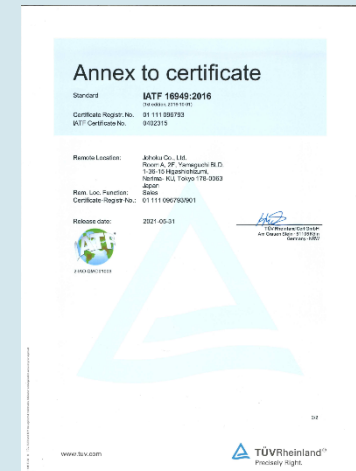 Annex to certificate
Standard IATF 16949:2016
(1st edition, 2016-10-01)
Certificate Registr. No. 01 111 096793
IATF Certificate No. 0402315
Remote Location: Johoku Co., Ltd.
Room A, 2F, Yamaguchi BLD.
1-36-15 Higashioizumi,
Nerima- KU, Tokyo 178-0063
Japan
Rem. Loc. Function: Sales
Certificate-Registr-No.: 01 111 096793/901
Release date: 2021-05-31
TÜV Rheinland Cert GmbH
Am Grauen Stein · 51105 Köln
www.tuv.com
TÜVRheinland®
Precisely Right.